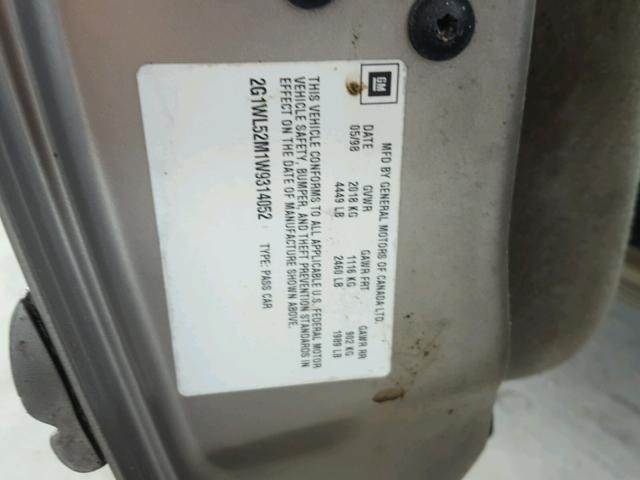 GM
MFD BY GENERAL MOTORS OF CANADA LTD.
DATE GVWR GAWR FRT GAWR RR
05/98 2018 KG 1116 KG 902 KG
4449 LB 2460 LB 1989 LB
THIS VEHICLE CONFORMS TO ALL APPLICABLE U.S. FEDERAL MOTOR
VEHICLE SAFETY, BUMPER, AND THEFT PREVENTION STANDARDS IN
EFFECT ON THE DATE OF MANUFACTURE SHOWN ABOVE.
2G1WL52M1W9314052 TYPE: PASS CAR